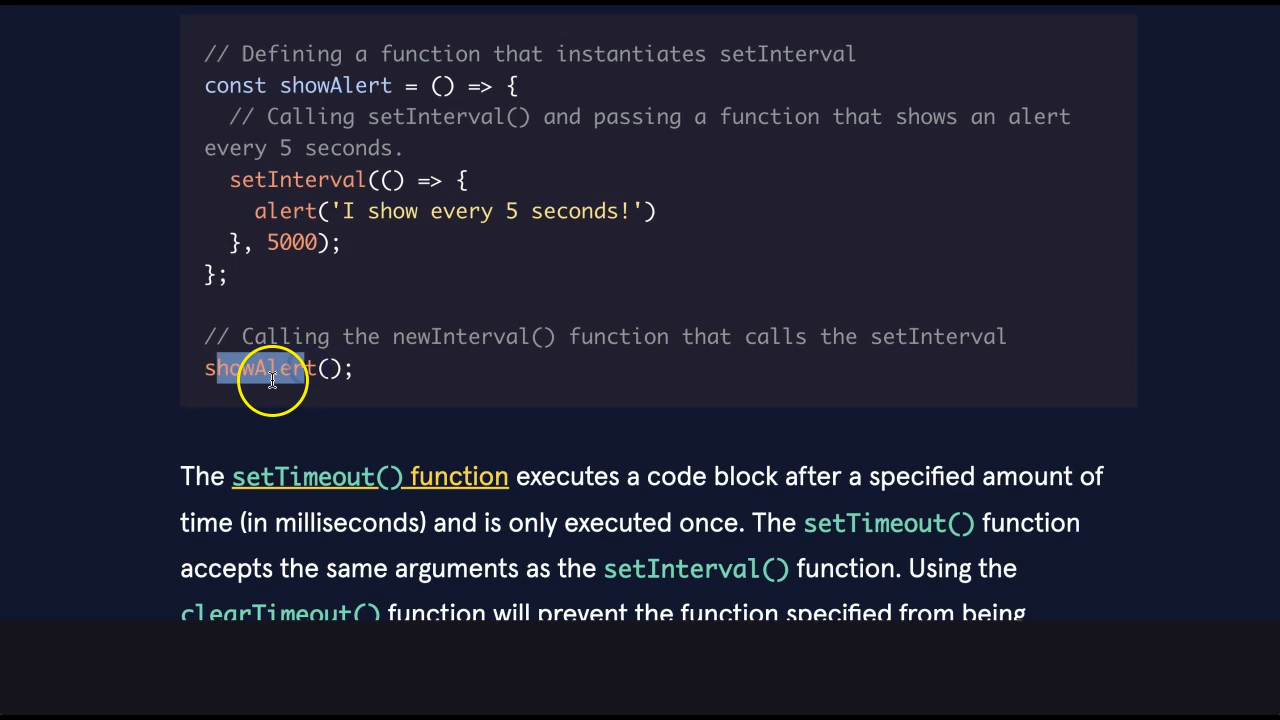 // Defining a function that instantiates setInterval
const showAlert = () => {
  // Calling setInterval() and passing a function that shows an alert
every 5 seconds.
  setInterval(() => {
    alert('I show every 5 seconds!')
  }, 5000);
};
// Calling the newInterval() function that calls the setInterval
showAlert();
The setTimeout() function executes a code block after a specified amount of
time (in milliseconds) and is only executed once. The setTimeout() function
accepts the same arguments as the setInterval() function. Using the
clearTimeout() function will prevent the function specified from being